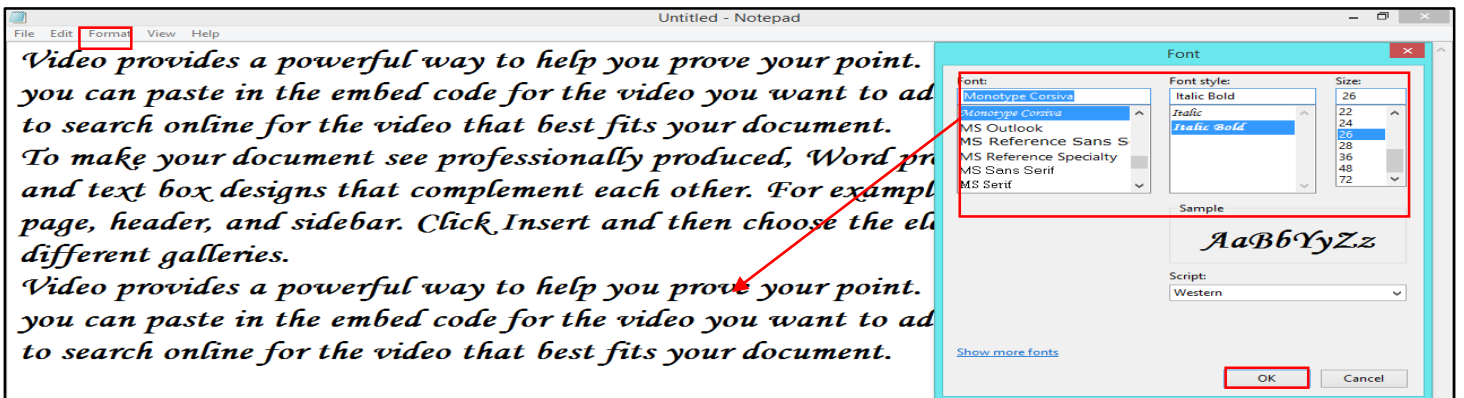 Untitled - Notepad
File Edit Format View Help
Video provides a powerful way to help you prove your point.
you can paste in the embed code for the video you want to ad
to search online for the video that best fits your document.
To make your document see professionally produced, Word pr
and text box designs that complement each other. For exampl
page, header, and sidebar. Click Insert and then choose the el
different galleries.
Video provides a powerful way to help you prove your point.
you can paste in the embed code for the video you want to ad
to search online for the video that best fits your document.
Font
Font:
Monotype Corsiva
Monotype Corsiva
MS Outlook
MS Reference Sans S
MS Reference Specialty
MS Sans Serif
MS Serif
Font style:
Italic Bold
Italic
Italic Bold
Size:
26
22
24
26
28
36
48
72
Sample
AaBbYyZz
Script:
Western
Show more fonts
OK Cancel